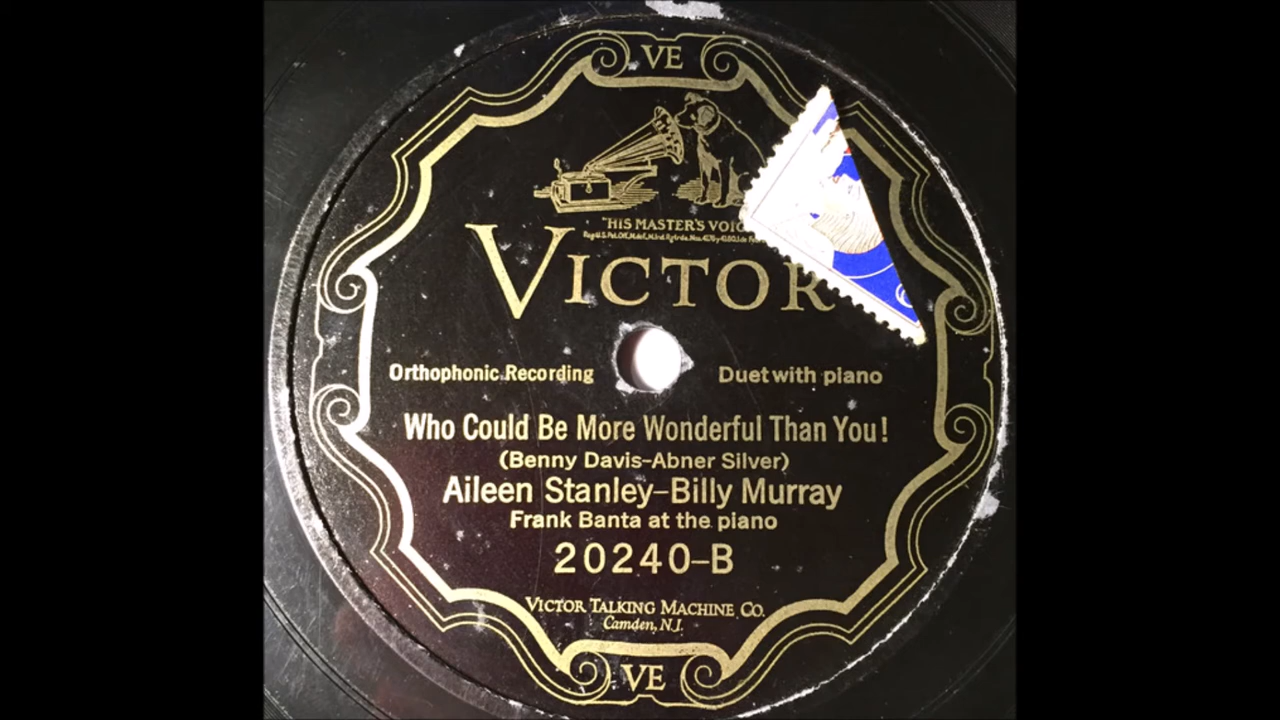 VE
"HIS MASTER'S VOIC
VICTOR
Orthophonic Recording
Duet with piano
Who Could Be More Wonderful Than You!
(Benny Davis-Abner Silver)
Aileen Stanley-Billy Murray
Frank Banta at the piano
20240-B
VICTOR TALKING MACHINE CO.
Camden, N.J.
VE